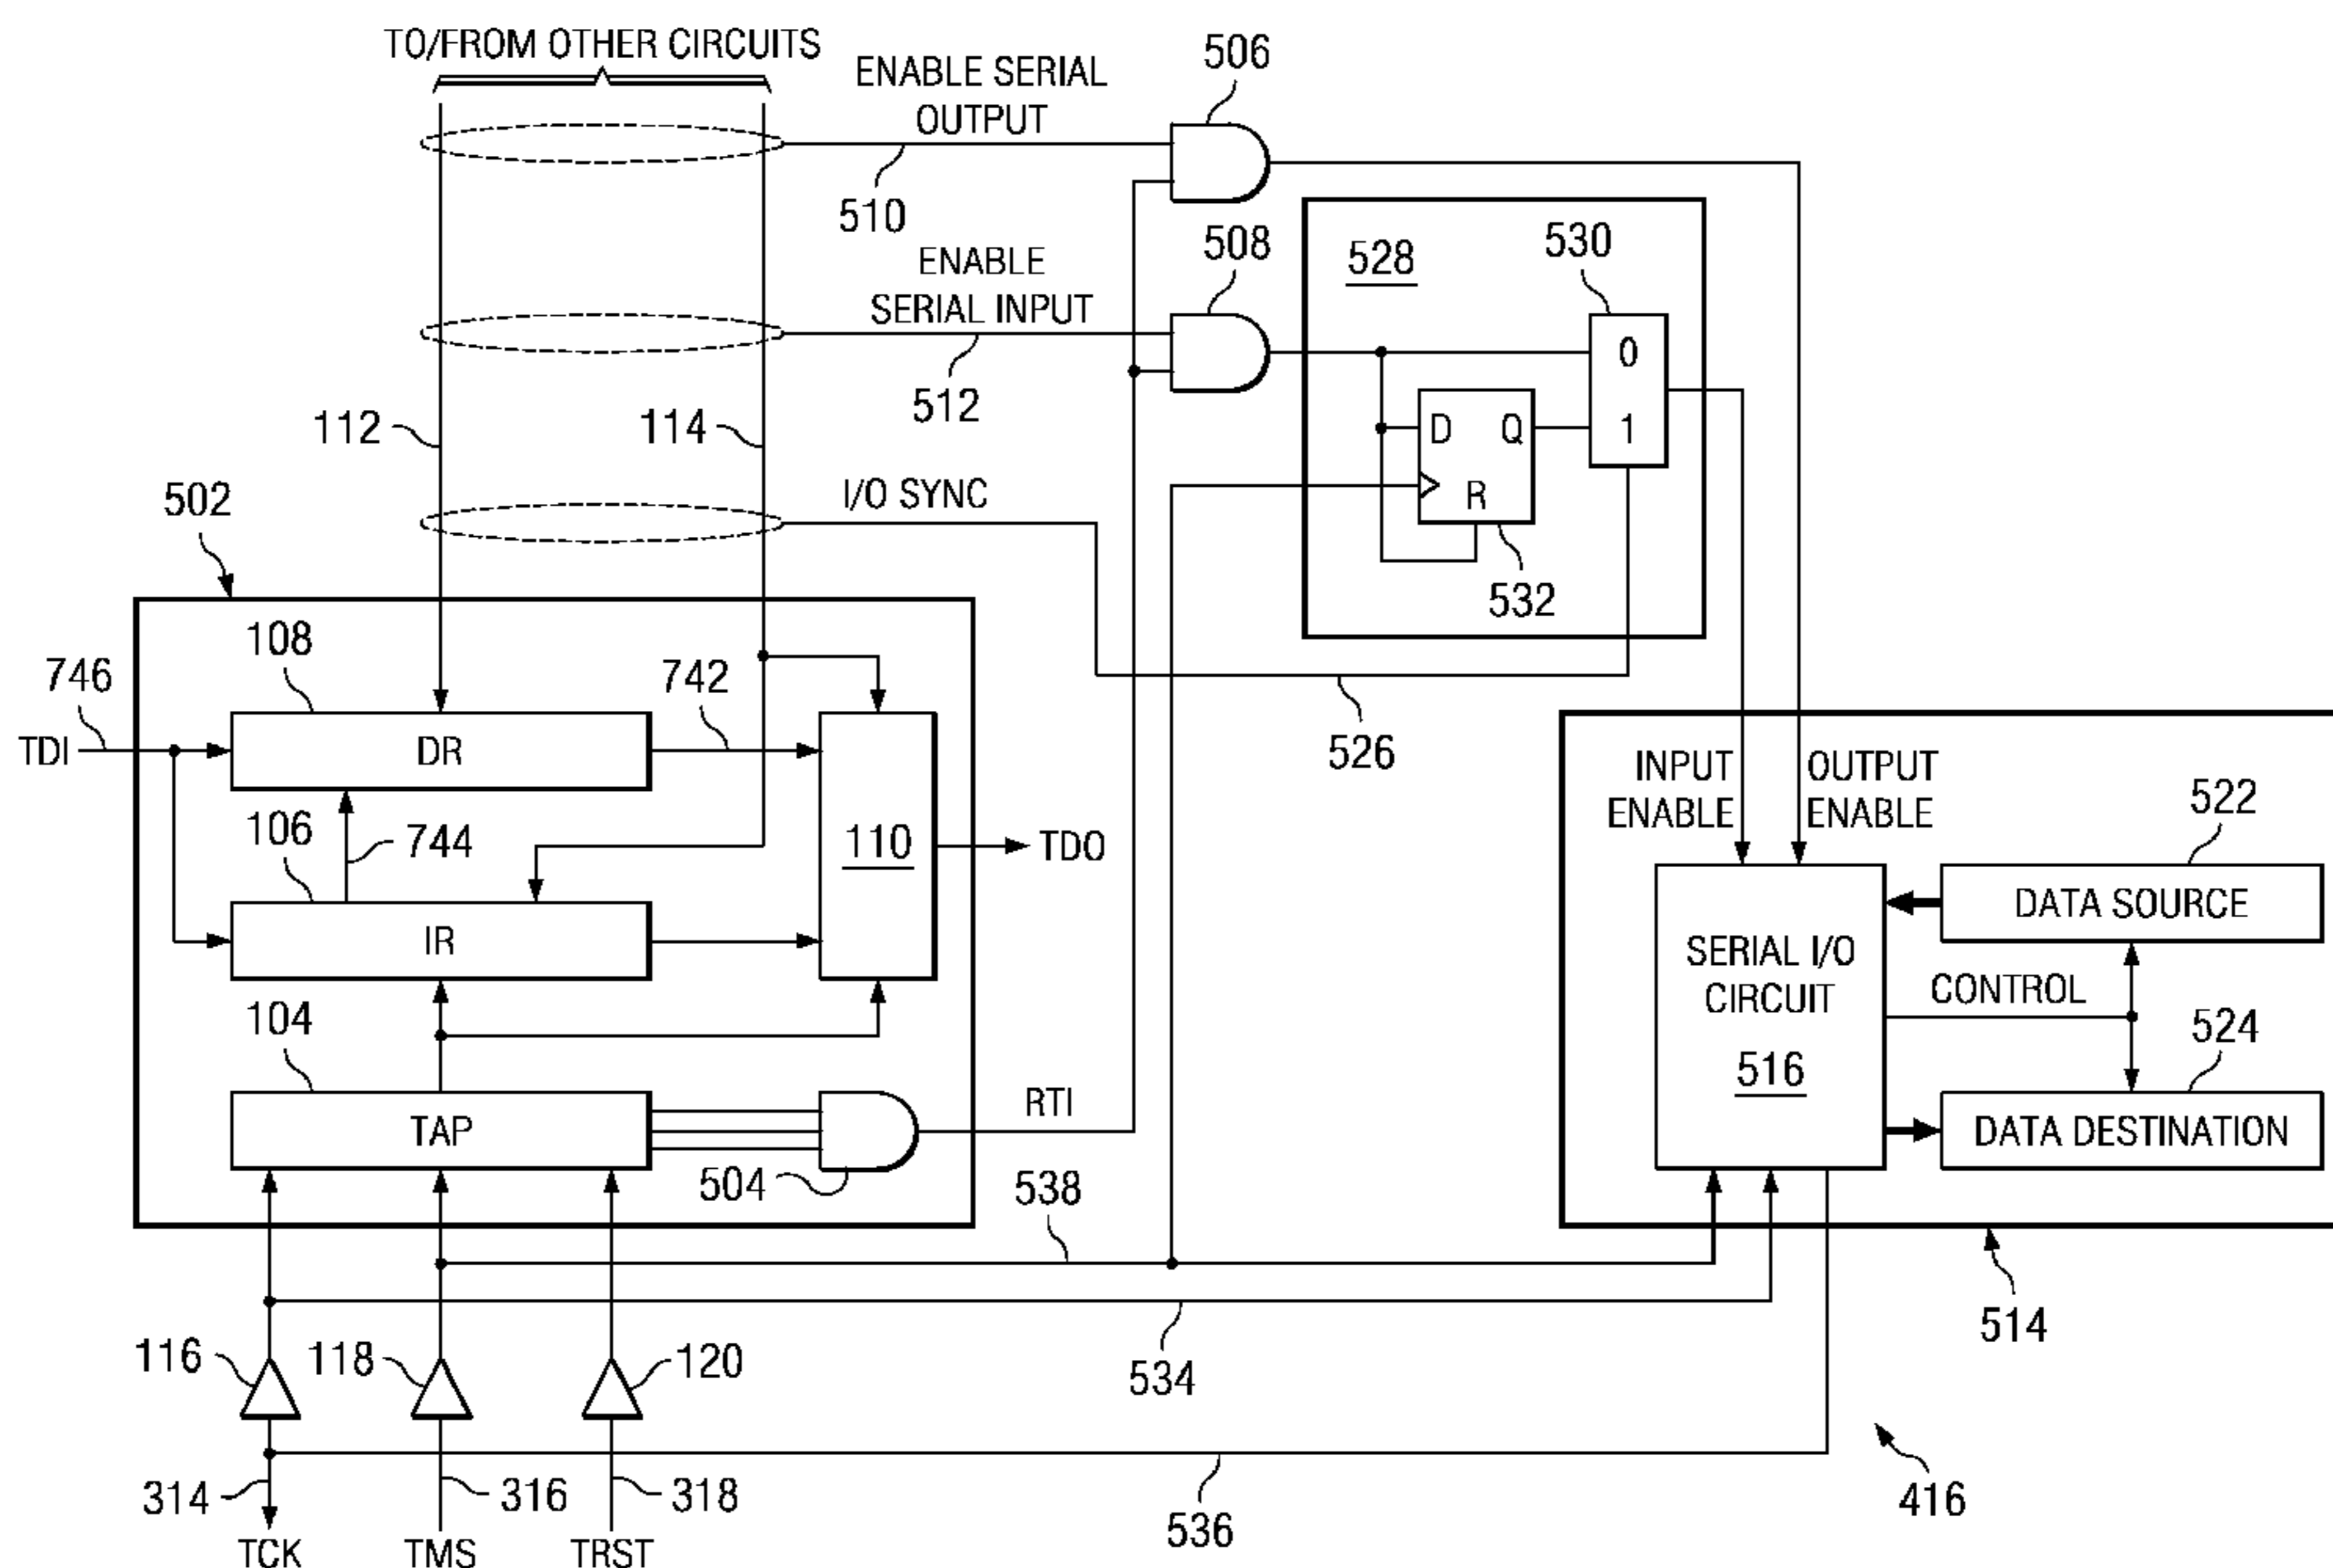 TO/FROM OTHER CIRCUITS
ENABLE SERIAL
OUTPUT
506
510
508
530
528
ENABLE
SERIAL INPUT
512
112
114
0
1
D
Q
R
532
502
I/O SYNC
526
108
746
742
TDI
DR
INPUT
ENABLE
OUTPUT
ENABLE
522
106
744
110
TDO
DATA SOURCE
IR
SERIAL I/O
CIRCUIT
516
CONTROL
104
524
TAP
RTI
DATA DESTINATION
504
538
514
116
118
120
534
314
316
318
536
416
TCK
TMS
TRST